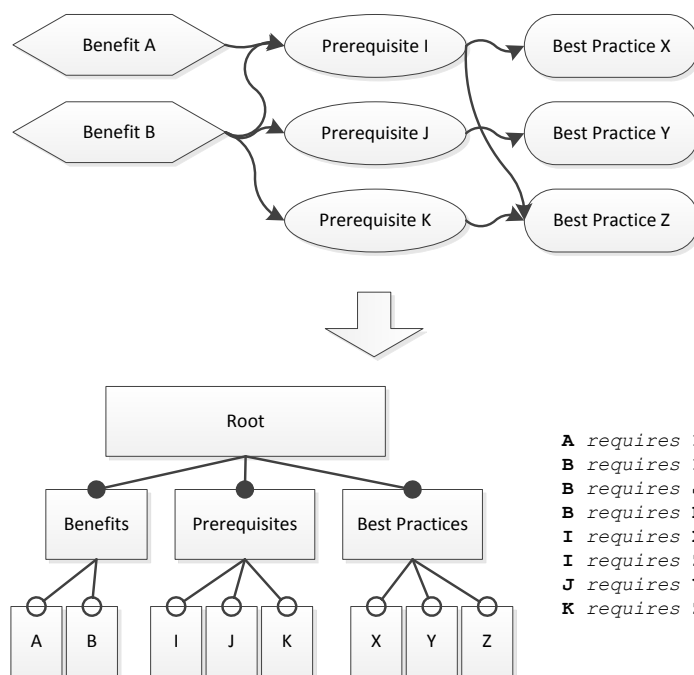 Benefit A
Prerequisite I
Best Practice X
Benefit B
Prerequisite J
Best Practice Y
Prerequisite K
Best Practice Z
Root
Benefits
Prerequisites
Best Practices
A
B
I
J
K
X
Y
Z
A requires
B requires
B requires
B requires
I requires
I requires
J requires
K requires